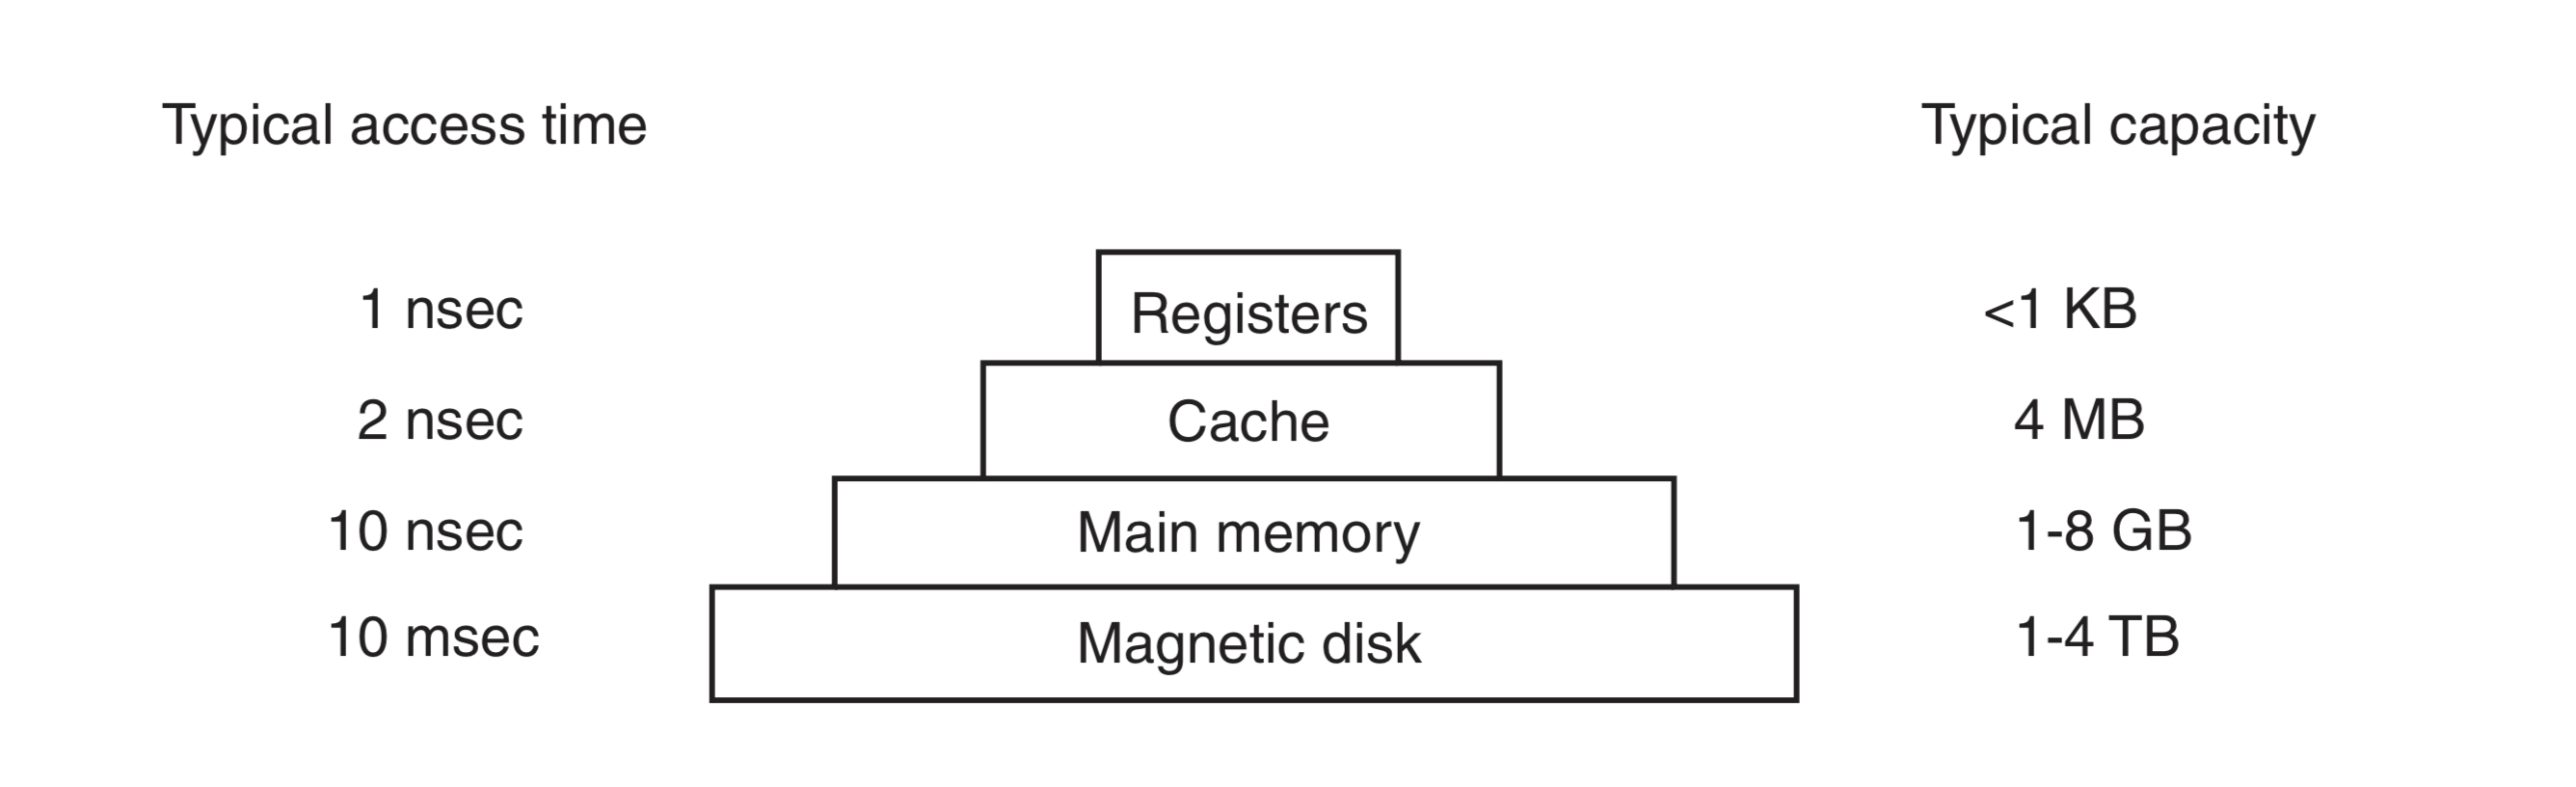 Typical access time Typical capacity
1 nsec Registers <1 KB
2 nsec Cache 4 MB
10 nsec Main memory 1-8 GB
10 msec Magnetic disk 1-4 TB